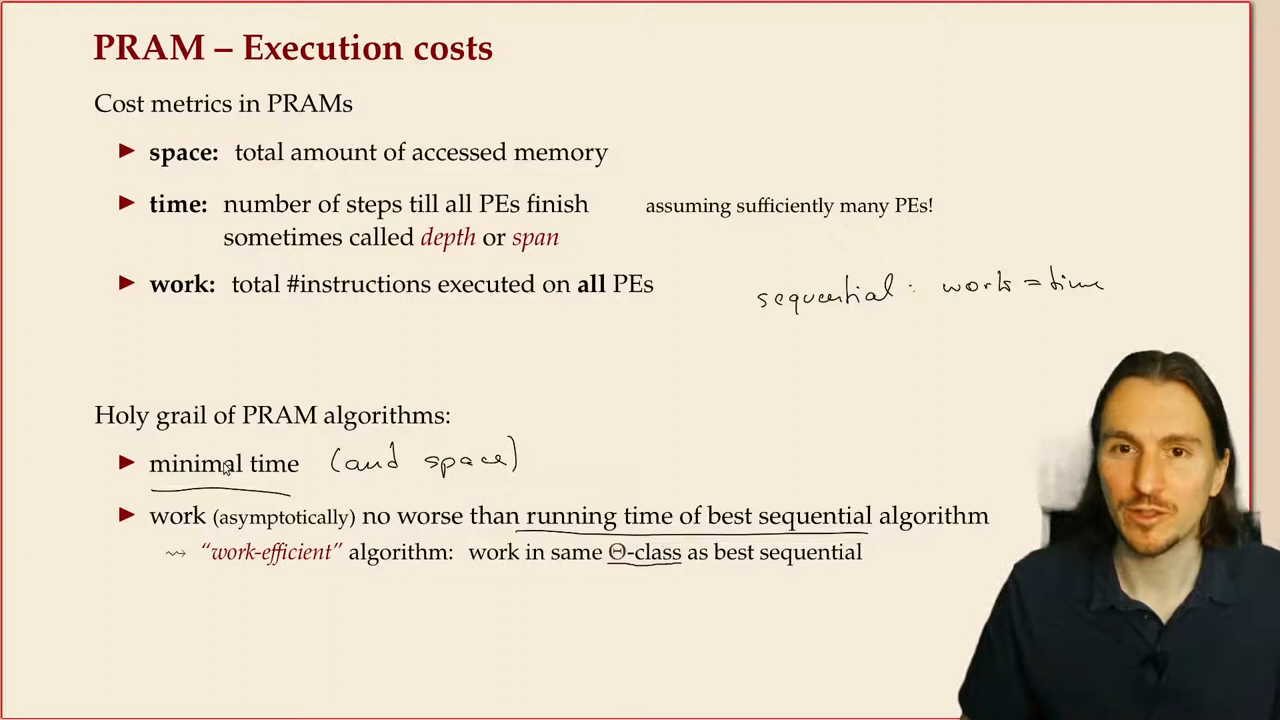 PRAM – Execution costs
Cost metrics in PRAMs
► space: total amount of accessed memory
► time: number of steps till all PEs finish assuming sufficiently many PEs!
sometimes called depth or span
► work: total #instructions executed on all PEs
sequential: work = time
Holy grail of PRAM algorithms:
► minimal time (and space)
► work (asymptotically) no worse than running time of best sequential algorithm
⇝ “work-efficient” algorithm: work in same Θ-class as best sequential